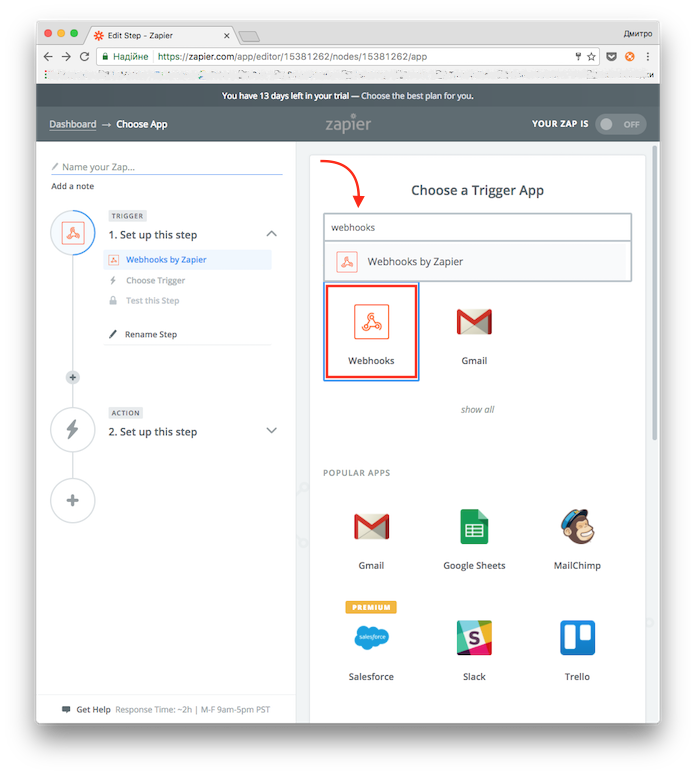 Edit Step - Zapier
Дмитро
Надійне
https://zapier.com/app/editor/15381262/nodes/15381262/app
You have 13 days left in your trial — Choose the best plan for you.
Dashboard → Choose App
zapier
YOUR ZAP IS
OFF
Name your Zap...
Add a note
TRIGGER
1. Set up this step
Webhooks by Zapier
Choose Trigger
Test this Step
Rename Step
ACTION
2. Set up this step
Get Help Response Time: ~2h | M-F 9am-5pm PST
Choose a Trigger App
webhooks
Webhooks by Zapier
Webhooks
Gmail
show all
POPULAR APPS
Gmail
Google Sheets
MailChimp
PREMIUM
salesforce
Salesforce
Slack
Trello